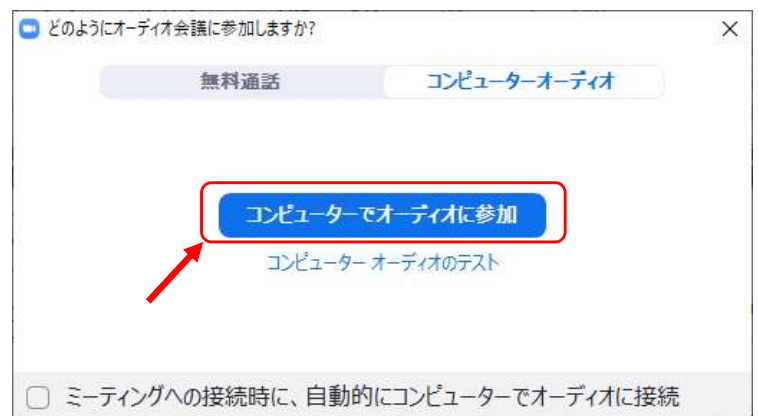 どのようにオーディオ会議に参加しますか?
無料通話 コンピューターオーディオ
コンピューターでオーディオに参加
コンピューター オーディオのテスト
ミーティングへの接続時に、自動的にコンピューターでオーディオに接続